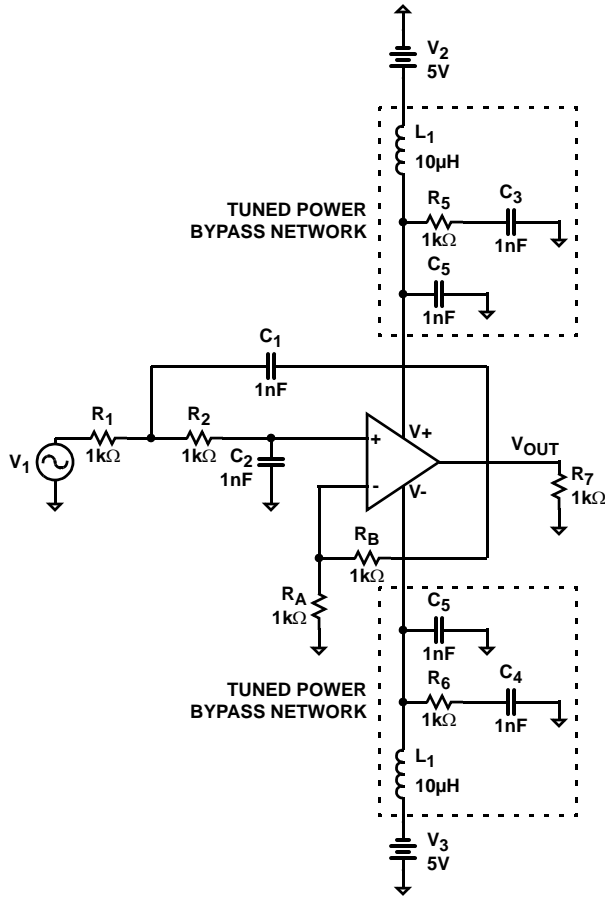 V2
5V
L1
10µH
TUNED POWER
BYPASS NETWORK
R5
1kΩ
C3
1nF
C5
1nF
C1
1nF
R1
1kΩ
R2
1kΩ
C2
1nF
V1
+
-
V+
V-
VOUT
R7
1kΩ
RB
1kΩ
RA
1kΩ
C5
1nF
TUNED POWER
BYPASS NETWORK
R6
1kΩ
C4
1nF
L1
10µH
V3
5V